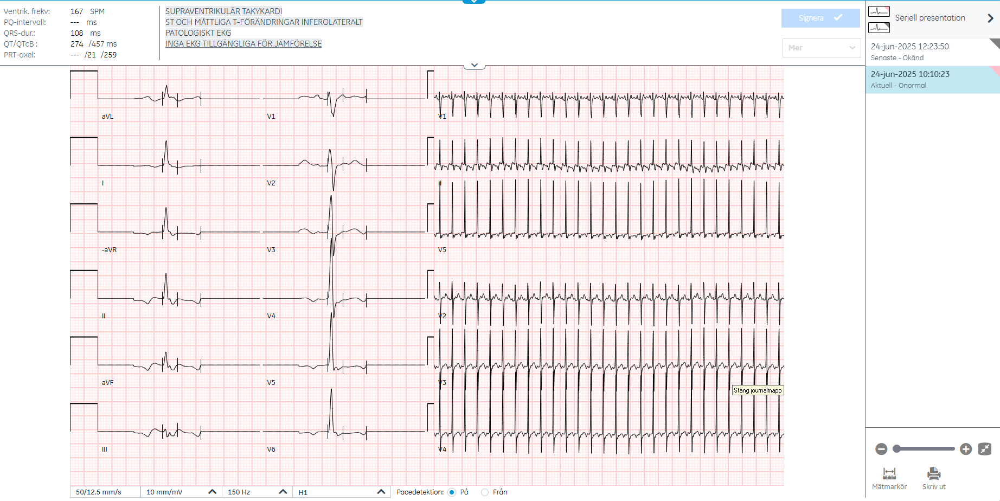 Ventrik. frekv: 167 SPM
PQ-intervall: --- ms
QRS-dur.: 108 ms
QT/QTcB : 274 /457 ms
PRT-axel: --- /21 /259
SUPRAVENTRIKULÄR TAKYKARDI
ST OCH MÅTTLIGA T-FÖRÄNDRINGAR INFEROLATERALT
PATOLOGISKT EKG
INGA EKG TILLGÄNGLIGA FÖR JÄMFÖRELSE
Signera
Mer
Seriell presentation
24-jun-2025 12:23:50
Senaste - Okänd
24-jun-2025 10:10:23
Aktuell - Onormal
aVL V1 V1
I V2 II
-aVR V3 V5
II V4 V2
aVF V5 V3
Stäng journalmapp
III V6 V4
Mätmarkör Skriv ut
50/12.5 mm/s 10 mm/mV 150 Hz H1 Pacedetektion: På Från